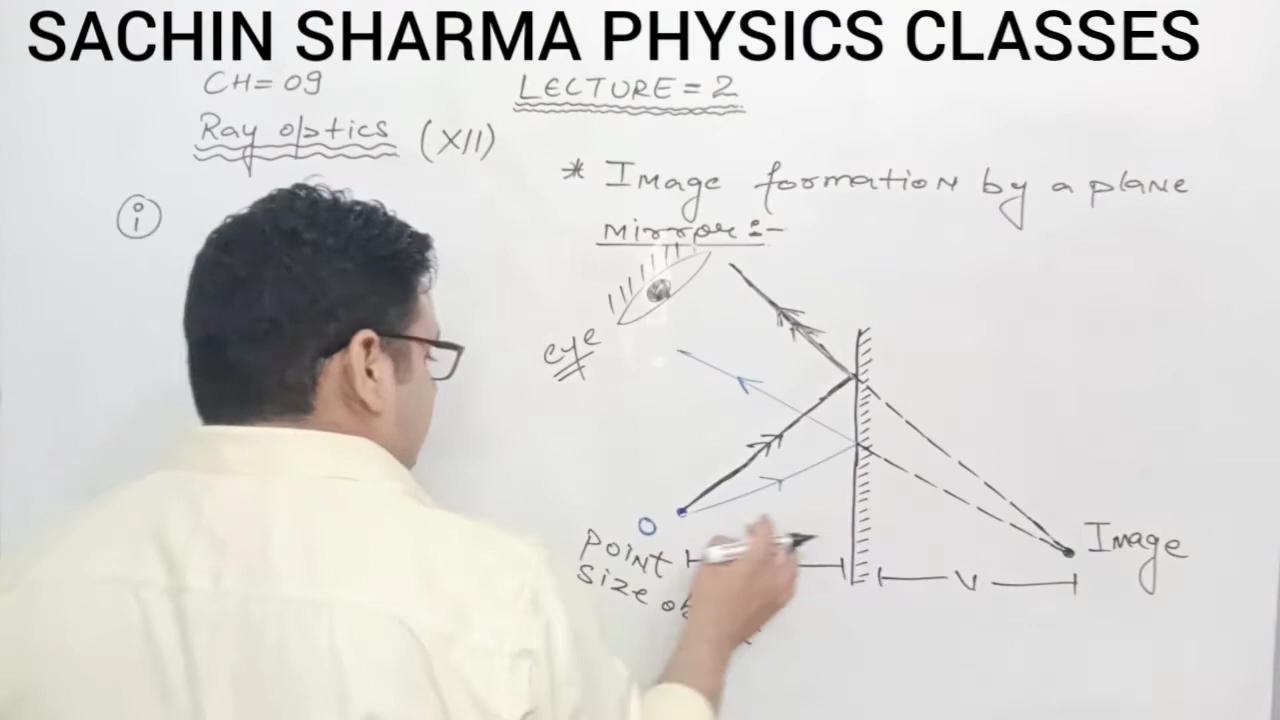 SACHIN SHARMA PHYSICS CLASSES
CH=09
LECTURE=2
Ray optics (XII)
* Image formation by a plane
Mirror :-
i
eye
O
Point
size
Image
V